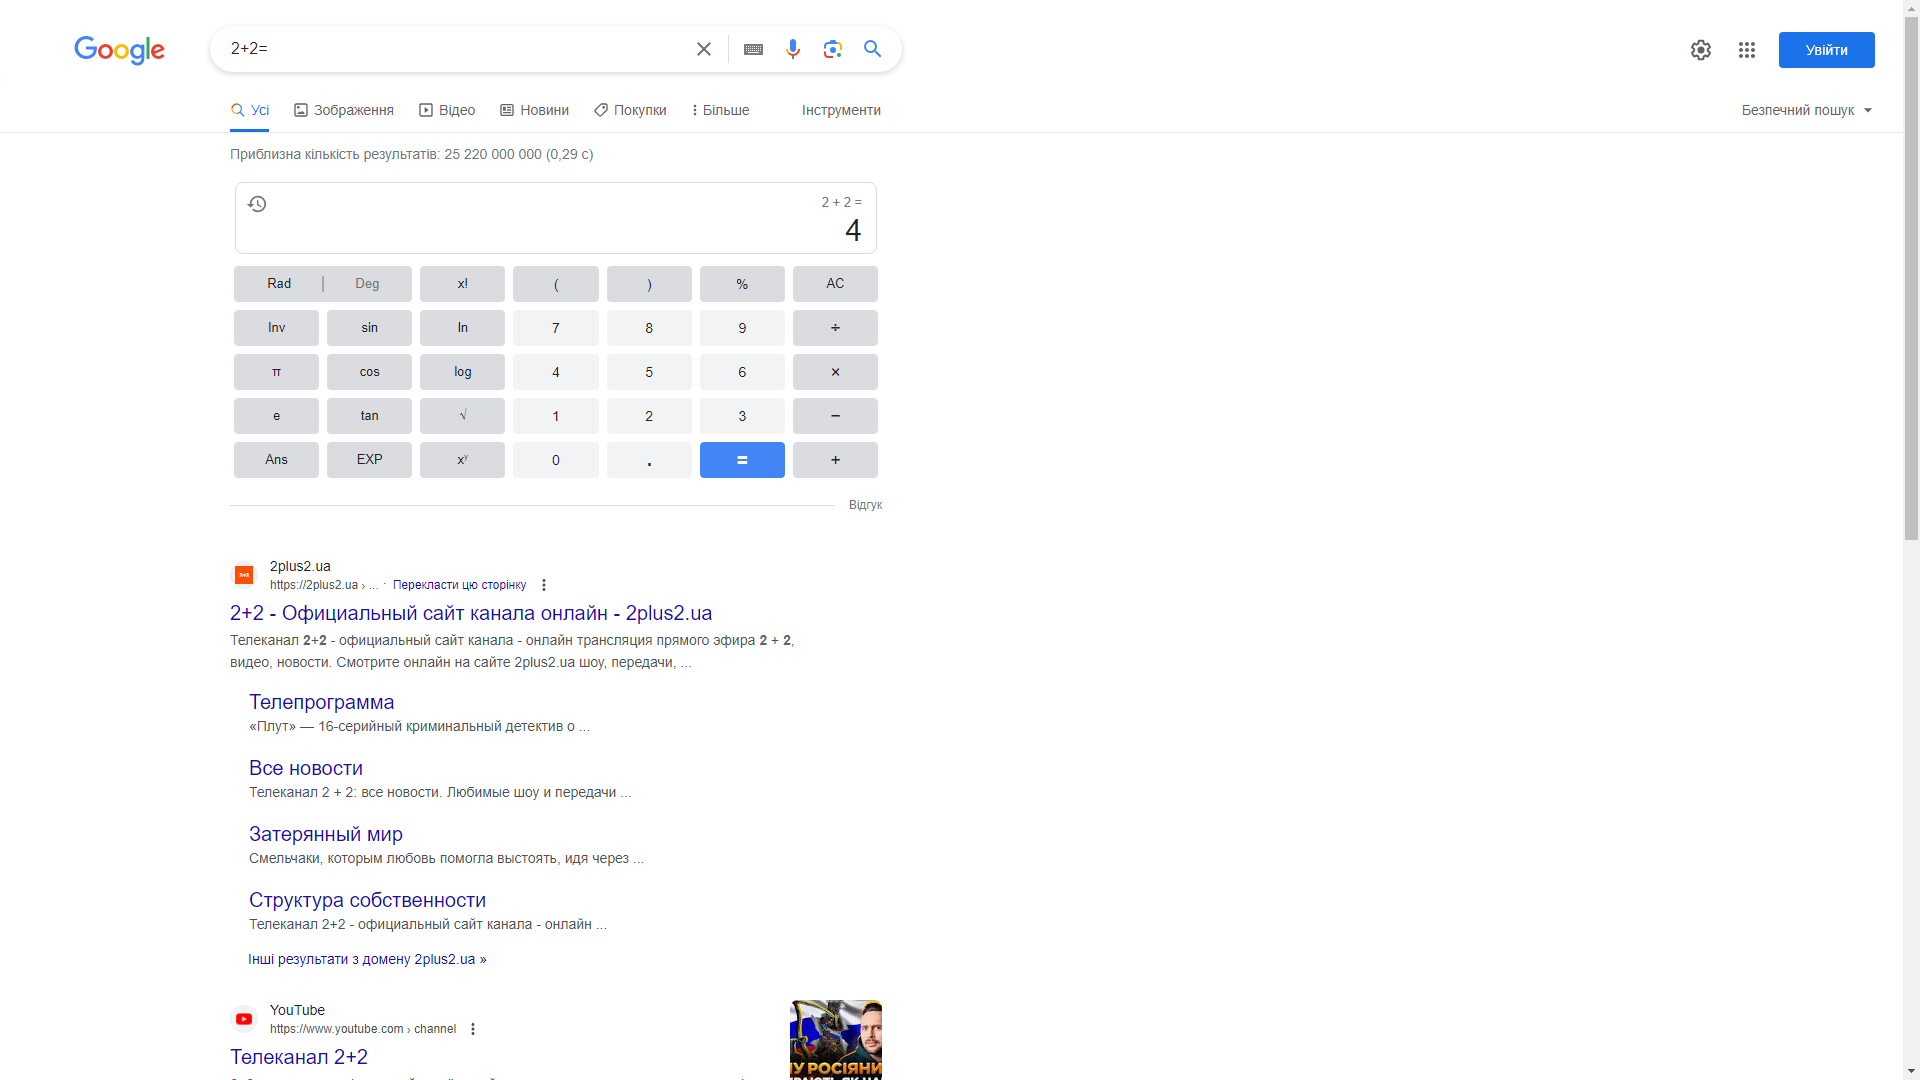 Google
2+2=
Увійти
Усі
Зображення
Відео
Новини
Покупки
Більше
Інструменти
Безпечний пошук
Приблизна кількість результатів: 25 220 000 000 (0,29 с)
2 + 2 =
4
Rad | Deg x! ( ) % AC
Inv sin ln 7 8 9 ÷
π cos log 4 5 6 ×
e tan √ 1 2 3 −
Ans EXP xʸ 0 . = +
Відгук
2plus2.ua
https://2plus2.ua › ... · Перекласти цю сторінку
2+2 - Официальный сайт канала онлайн - 2plus2.ua
Телеканал 2+2 - официальный сайт канала - онлайн трансляция прямого эфира 2 + 2,
видео, новости. Смотрите онлайн на сайте 2plus2.ua шоу, передачи, ...
Телепрограмма
«Плут» — 16-серийный криминальный детектив о ...
Все новости
Телеканал 2 + 2: все новости. Любимые шоу и передачи ...
Затерянный мир
Смельчаки, которым любовь помогла выстоять, идя через ...
Структура собственности
Телеканал 2+2 - официальный сайт канала - онлайн ...
Інші результати з домену 2plus2.ua »
YouTube
https://www.youtube.com › channel
Телеканал 2+2
РОСІЯНИ